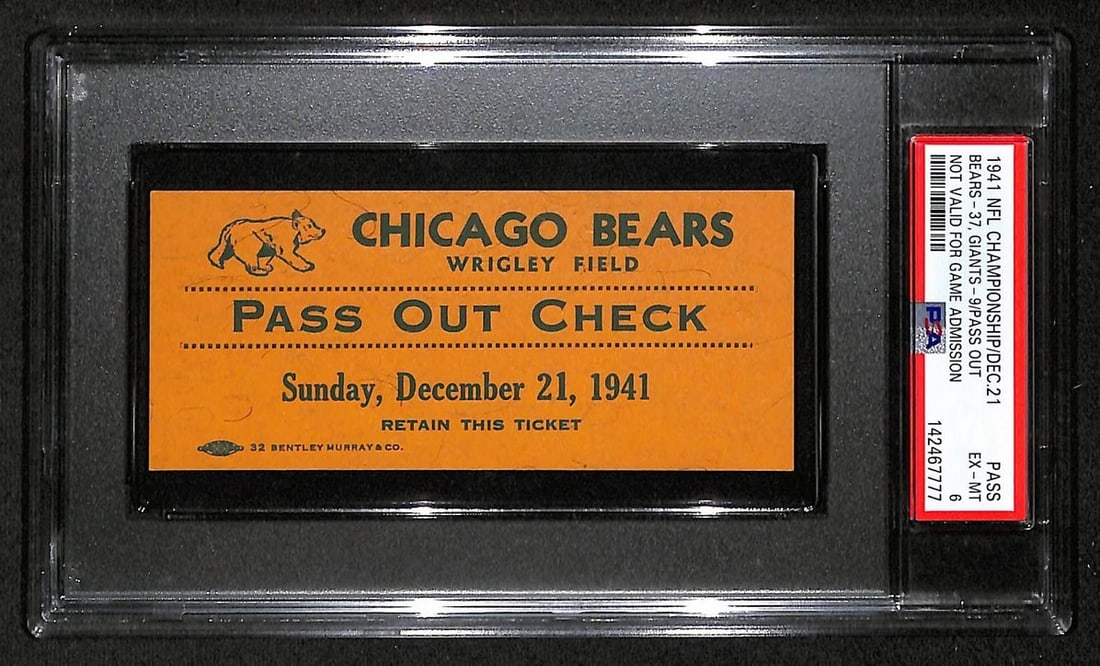 CHICAGO BEARS
WRIGLEY FIELD
PASS OUT CHECK
Sunday, December 21, 1941
RETAIN THIS TICKET
32 BENTLEY MURRAY & CO.
1941 NFL CHAMPIONSHIP/DEC.21 PASS
BEARS-37, GIANTS-9/PASS OUT EX-MT
NOT VALID FOR GAME ADMISSION 6
142467777
PSA